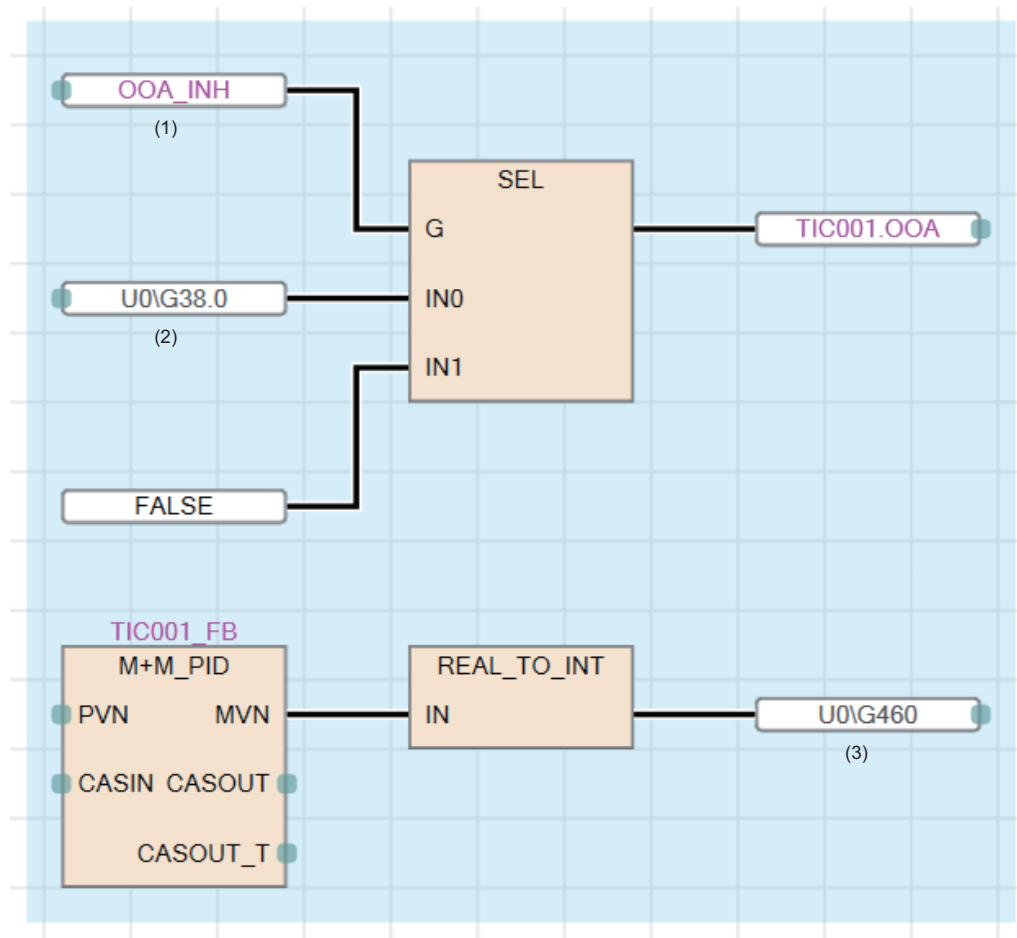 OOA_INH
(1)
SEL
G
TIC001.OOA
U0\G38.0
IN0
(2)
IN1
FALSE
TIC001_FB
M+M_PID
REAL_TO_INT
PVN MVN
IN
U0\G460
(3)
CASIN CASOUT
CASOUT_T